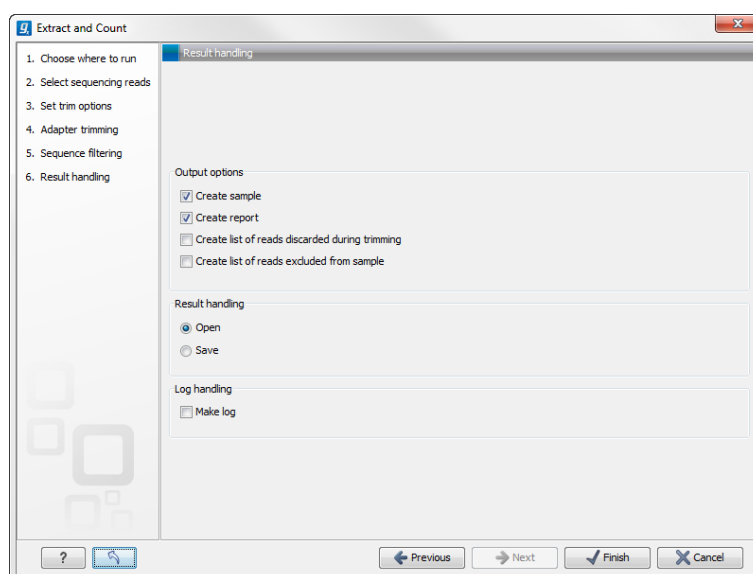 Extract and Count
1. Choose where to run
2. Select sequencing reads
3. Set trim options
4. Adapter trimming
5. Sequence filtering
6. Result handling
Result handling
Output options
Create sample
Create report
Create list of reads discarded during trimming
Create list of reads excluded from sample
Result handling
Open
Save
Log handling
Make log
?
Previous
Next
Finish
Cancel